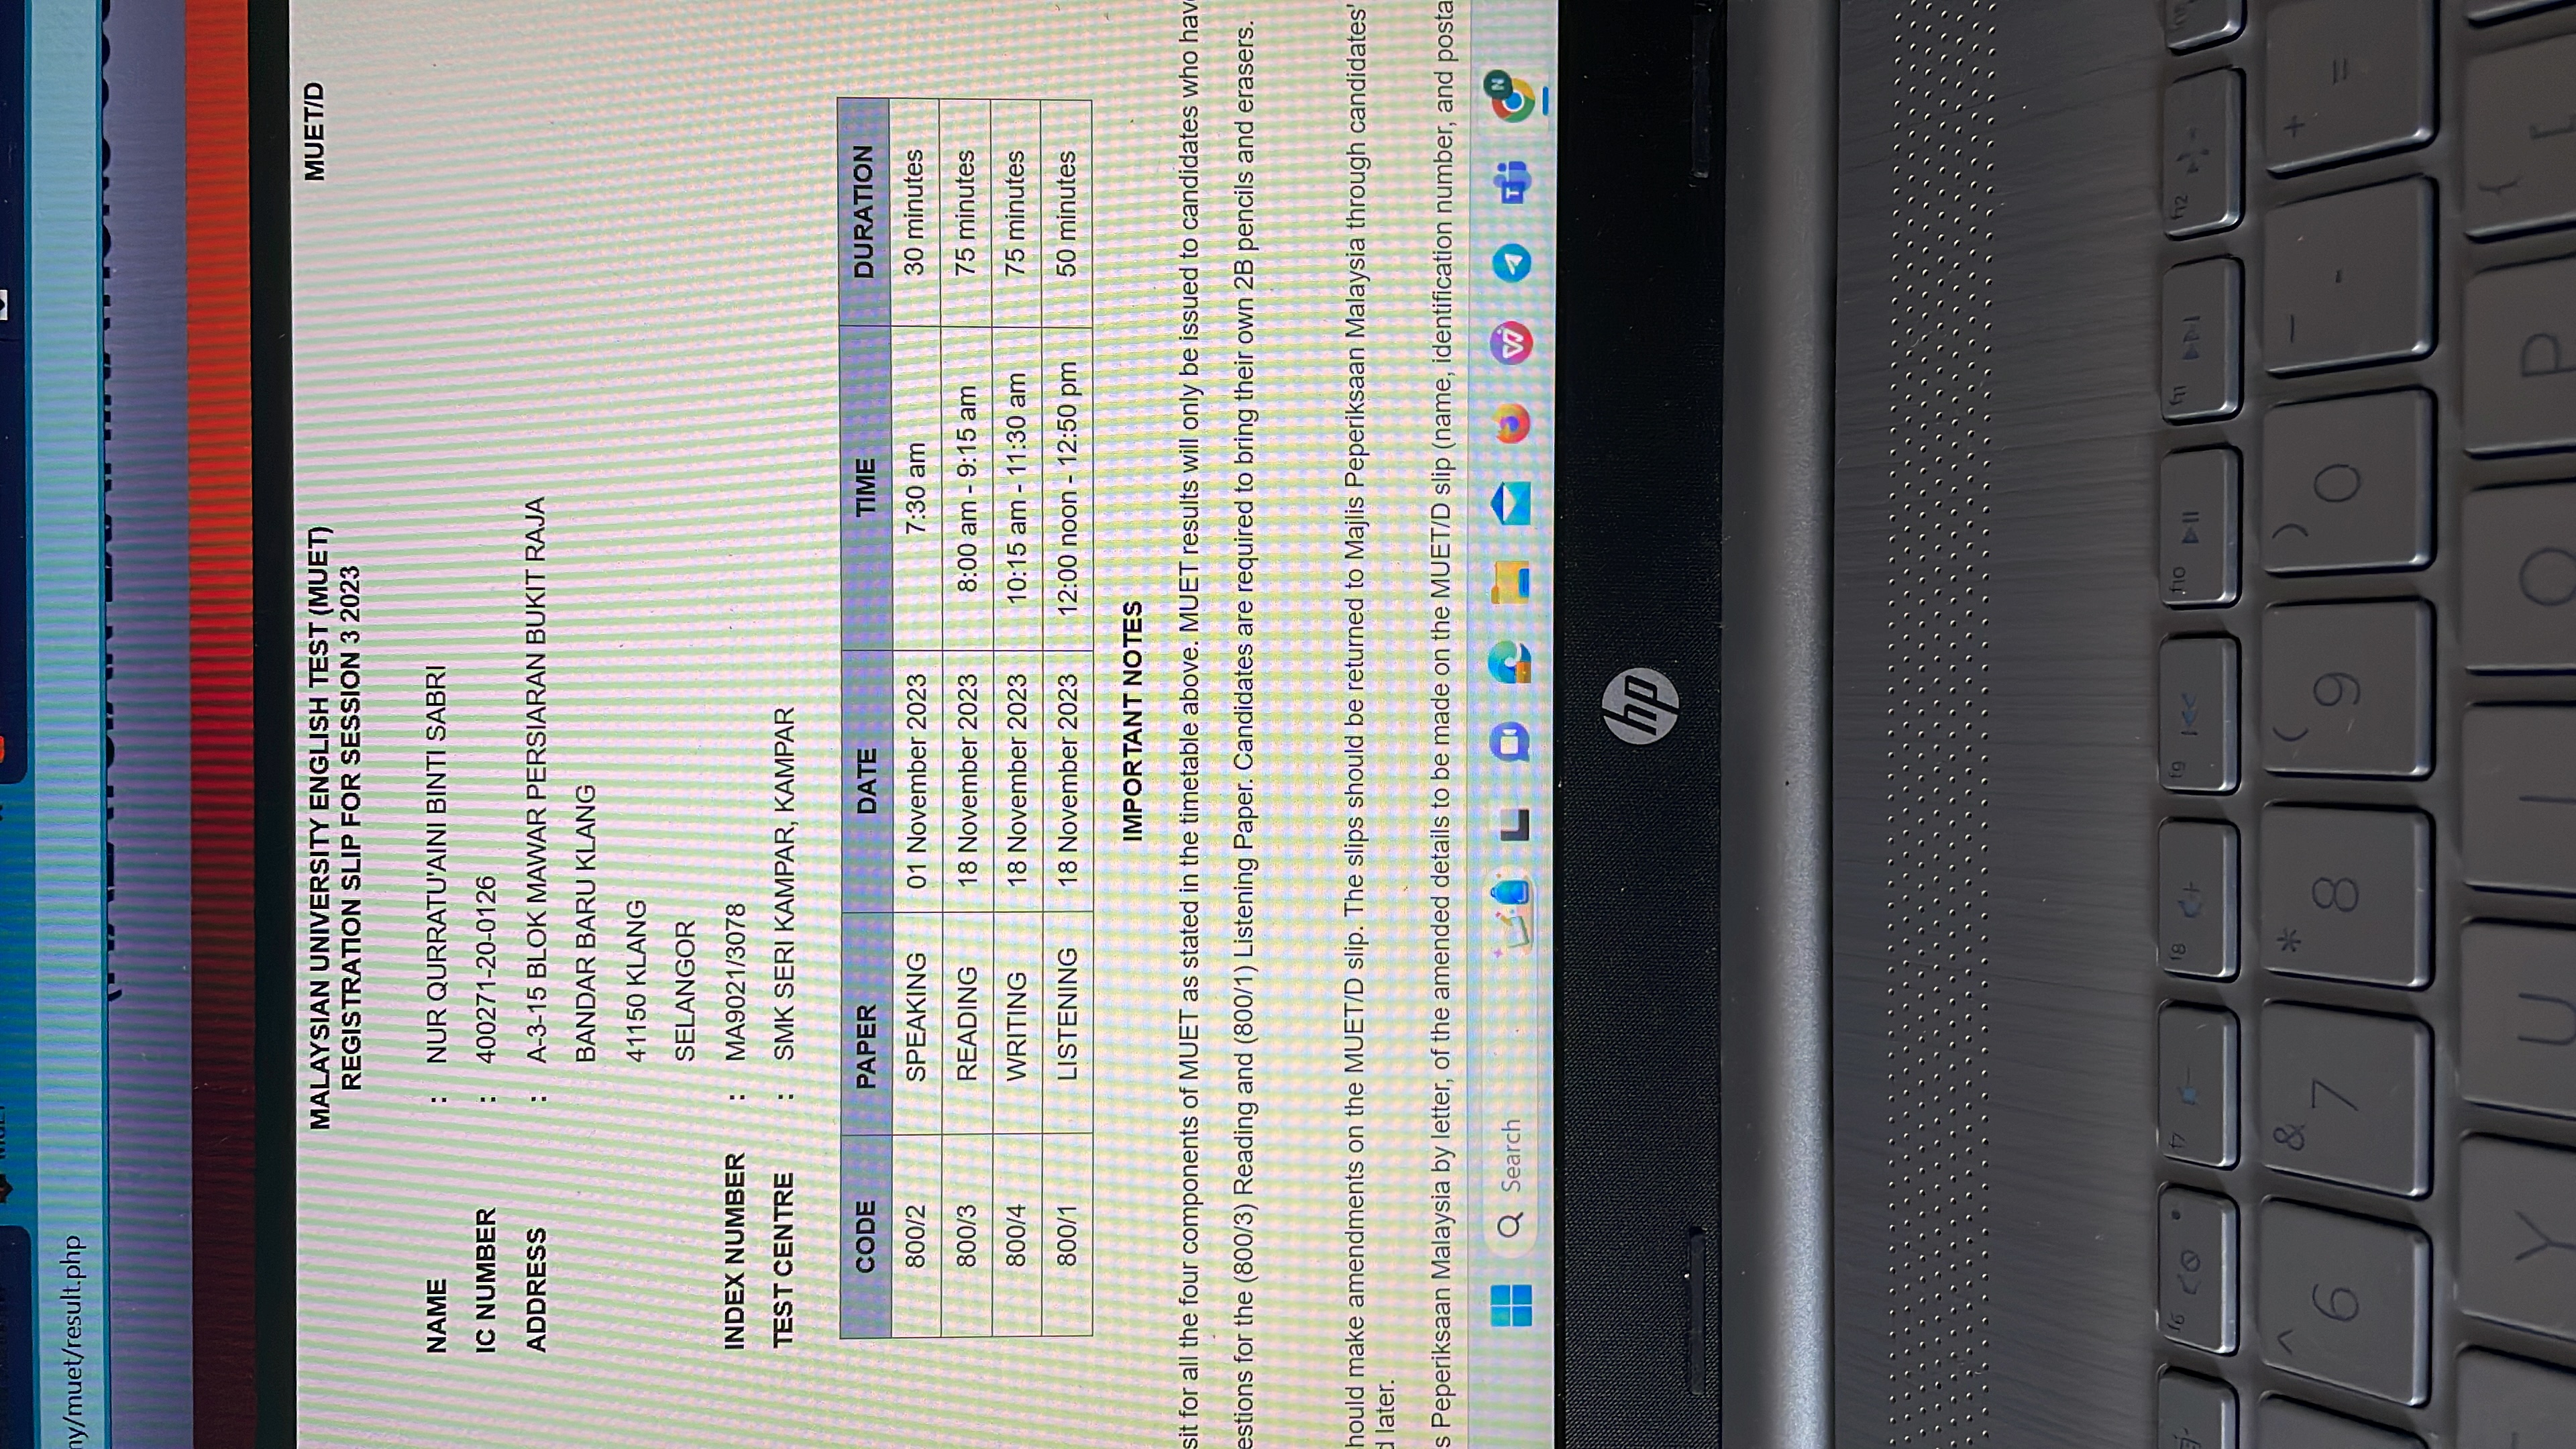 ny/muet/result.php
MALAYSIAN UNIVERSITY ENGLISH TEST (MUET)
MUET/D
REGISTRATION SLIP FOR SESSION 3 2023
NAME : NUR QURRATU'AINI BINTI SABRI
IC NUMBER : 400271-20-0126
ADDRESS : A-3-15 BLOK MAWAR PERSIARAN BUKIT RAJA
BANDAR BARU KLANG
41150 KLANG
SELANGOR
INDEX NUMBER : MA9021/3078
TEST CENTRE : SMK SERI KAMPAR, KAMPAR
CODE PAPER DATE TIME DURATION
800/2 SPEAKING 01 November 2023 7:30 am 30 minutes
800/3 READING 18 November 2023 8:00 am - 9:15 am 75 minutes
800/4 WRITING 18 November 2023 10:15 am - 11:30 am 75 minutes
800/1 LISTENING 18 November 2023 12:00 noon - 12:50 pm 50 minutes
IMPORTANT NOTES
sit for all the four components of MUET as stated in the timetable above. MUET results will only be issued to candidates who hav
estions for the (800/3) Reading and (800/1) Listening Paper. Candidates are required to bring their own 2B pencils and erasers.
hould make amendments on the MUET/D slip. The slips should be returned to Majlis Peperiksaan Malaysia through candidates'
d later.
s Peperiksaan Malaysia by letter, of the amended details to be made on the MUET/D slip (name, identification number, and posta
Search
N
hp
f6 f7 f8 f9 f10 f11 f12
^ 6 & 7 * 8 ( 9 ) 0 _ - + =
Y U I O P { [